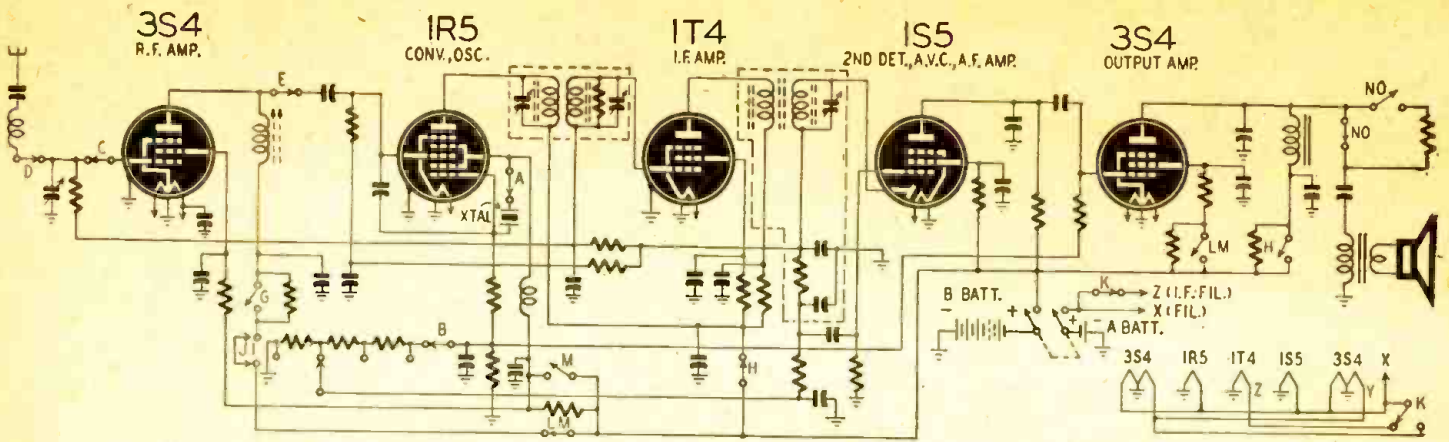 3S4
R.F. AMP.
1R5
CONV., OSC.
1T4
I.F. AMP.
1S5
2ND DET., A.V.C., A.F. AMP.
3S4
OUTPUT AMP.
NO
NO
E
C
D
A
XTAL
LM
H
G
B BATT.
K
Z (I.F. FIL.)
X (FIL.)
A BATT.
J
B
M
H
LM
3S4
1R5
1T4
1S5
3S4
X
Z
Y
K